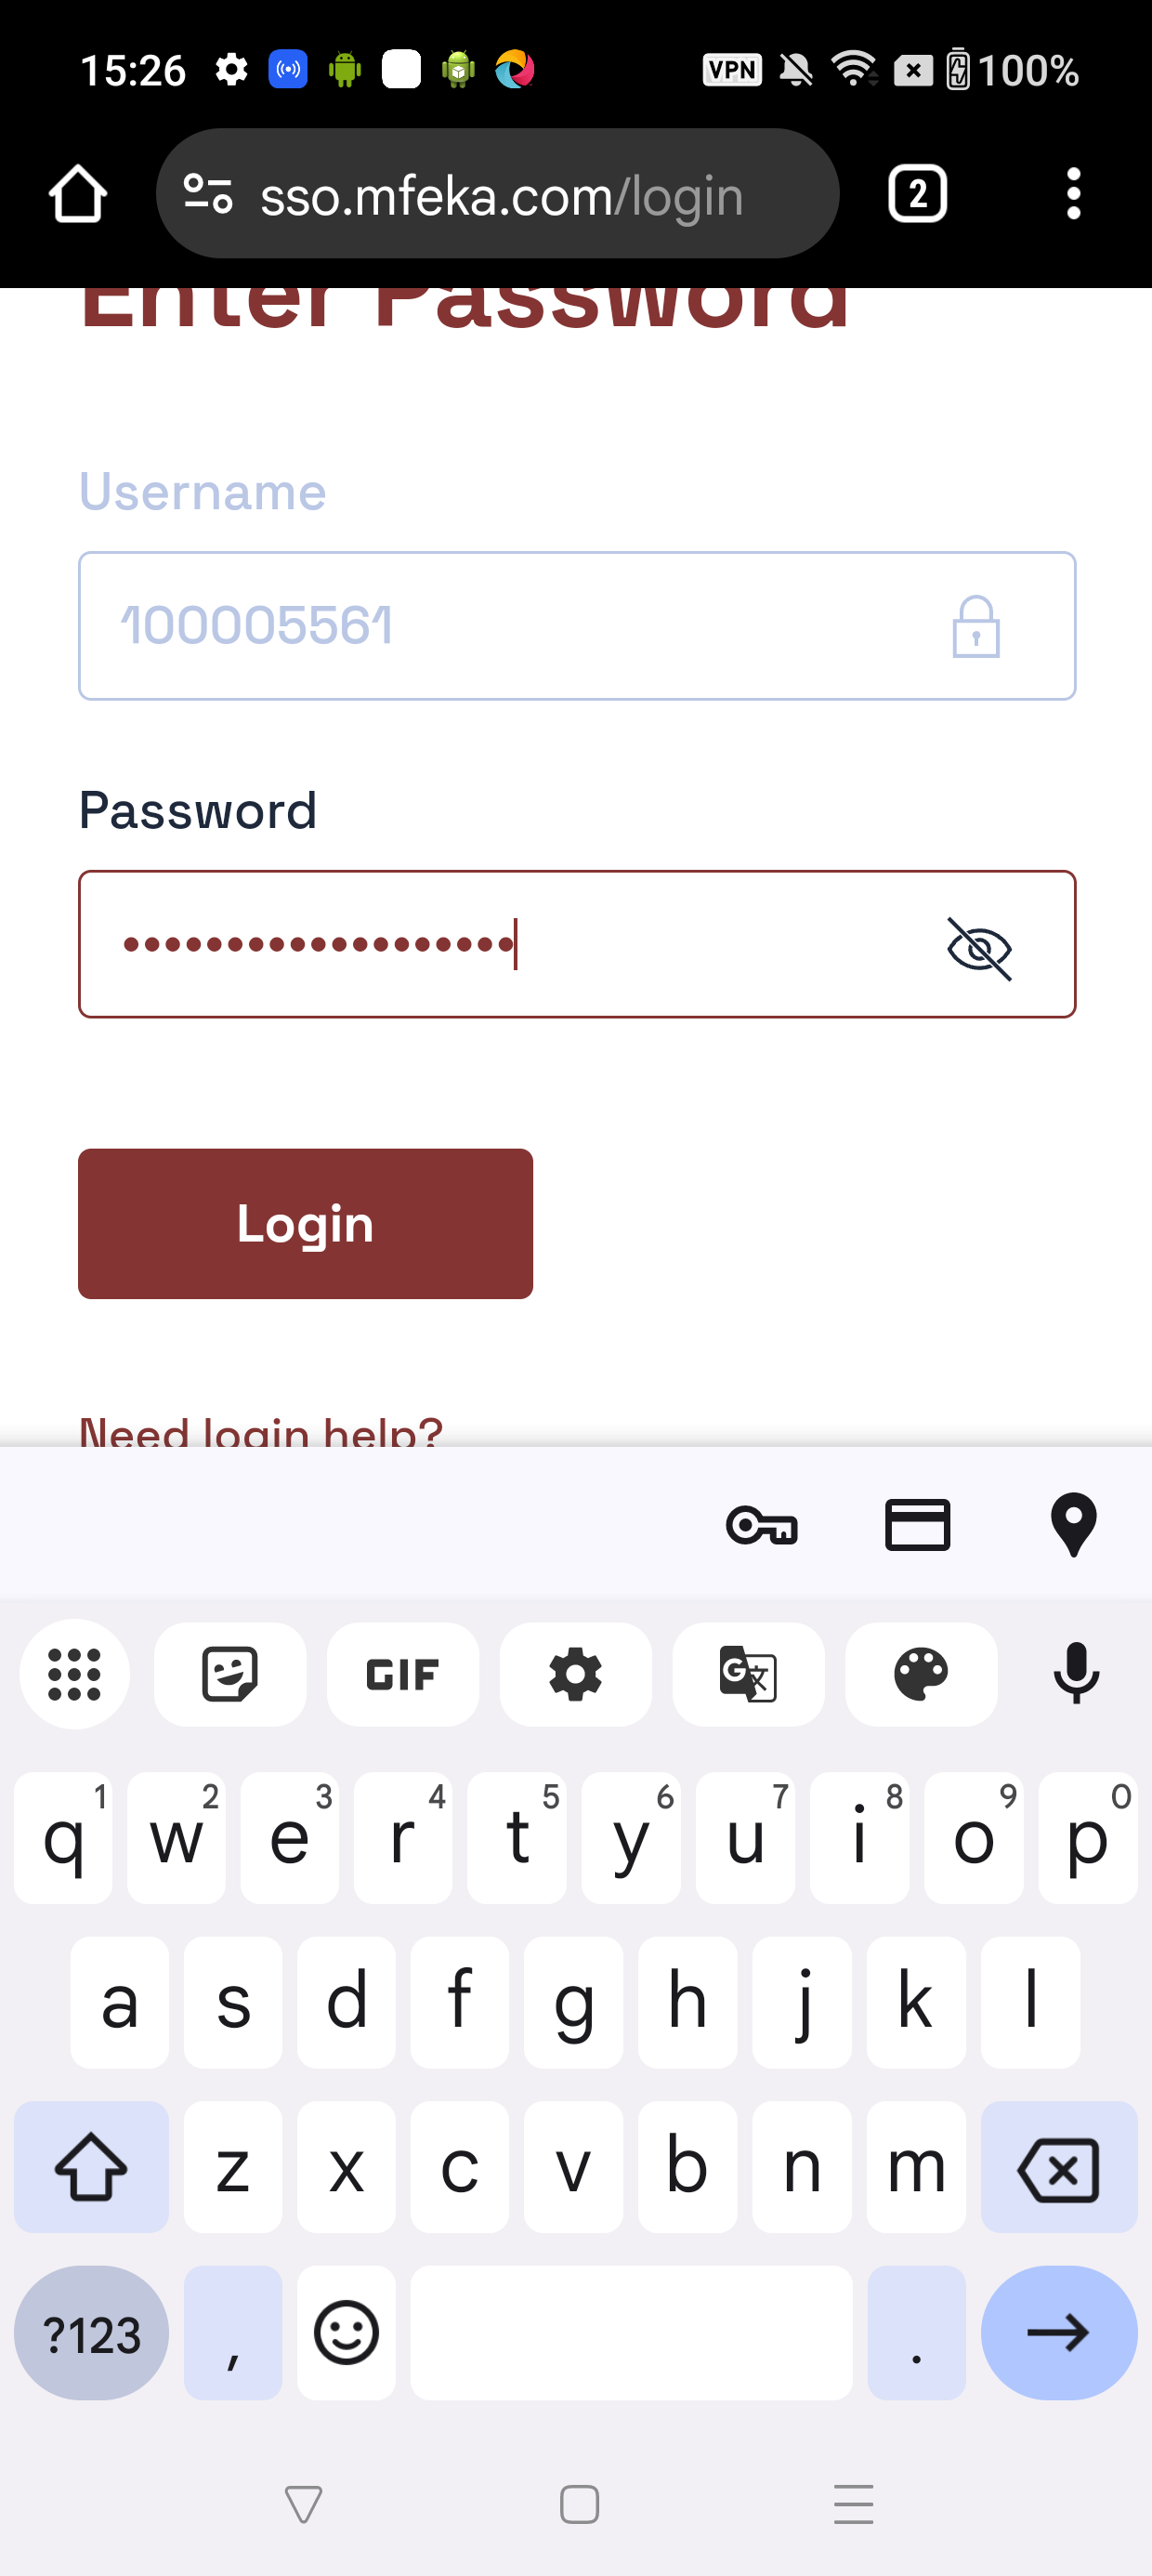 15:26 VPN 100%
sso.mfeka.com/login 2
Enter Password
Username
100005561
Password
•••••••••••••••••••
Login
Need login help?
GIF G
q1 w2 e3 r4 t5 y6 u7 i8 o9 p0
a s d f g h j k l
z x c v b n m
?123 , .